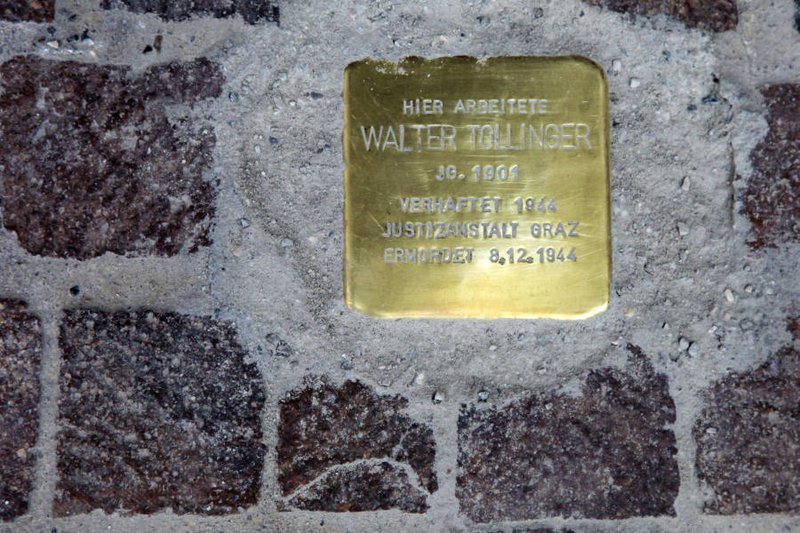 HIER ARBEITETE
WALTER TOLLINGER
JG. 1901
VERHAFTET 1944
JUSTIZANSTALT GRAZ
ERMORDET 8.12.1944